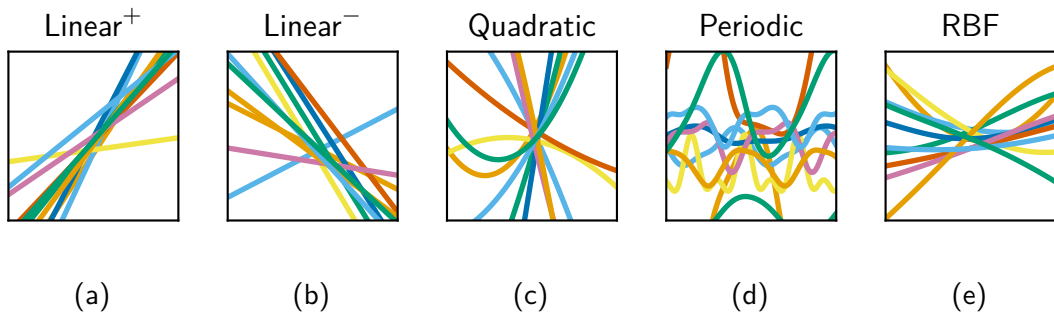 Linear⁺ Linear⁻ Quadratic Periodic RBF
(a) (b) (c) (d) (e)